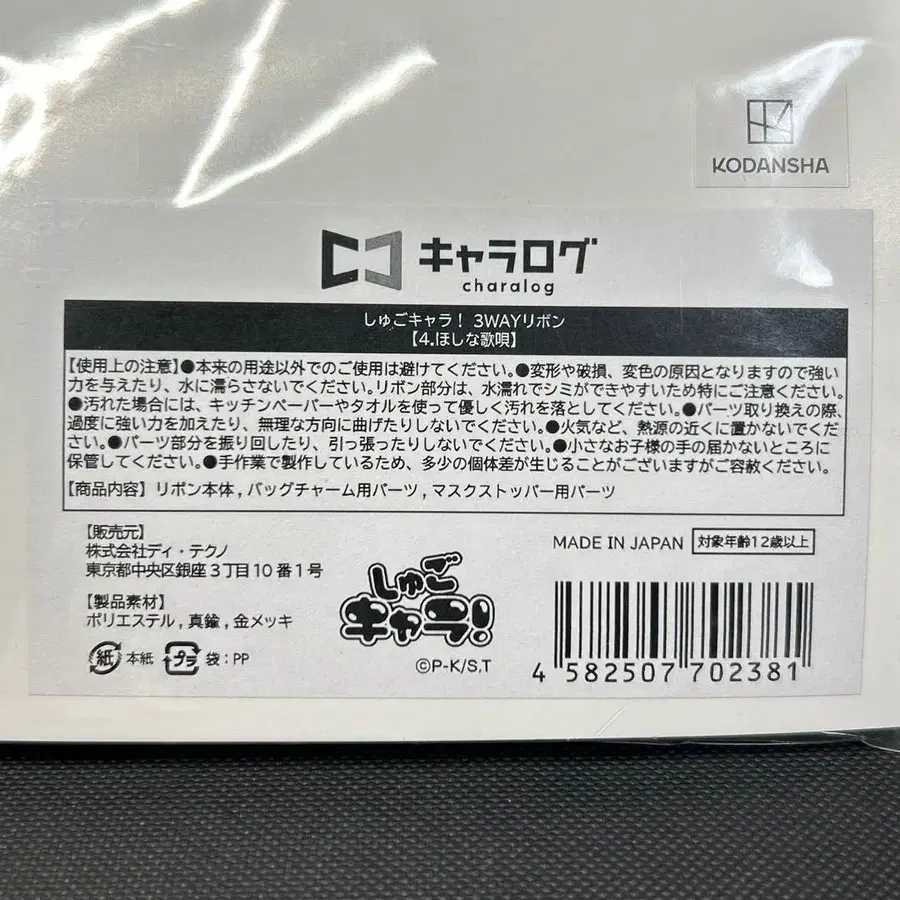 KODANSHA
キャラログ
charalog
しゅごキャラ! 3WAYリボン
【4.ほしな歌唄】
【使用上の注意】●本来の用途以外でのご使用は避けてください。●変形や破損、変色の原因となりますので強い
力を与えたり、水に濡らさないでください。リボン部分は、水濡れでシミができやすいため特にご注意ください。
●汚れた場合には、キッチンペーパーやタオルを使って優しく汚れを落としてください。●パーツ取り換えの際、
過度に強い力を加えたり、無理な方向に曲げたりしないでください。●火気など、熱源の近くに置かないでくだ
さい。●パーツ部分を振り回したり、引っ張ったりしないでください。●小さなお子様の手の届かないところに
保管してください。●手作業で製作しているため、多少の個体差が生じることがございますがご容赦ください。
【商品内容】リボン本体,バッグチャーム用パーツ,マスクストッパー用パーツ
【販売元】
株式会社ディ・テクノ
東京都中央区銀座3丁目10番1号
【製品素材】
ポリエステル,真鍮,金メッキ
紙 本紙 プラ 袋:PP
しゅご
キャラ!
©P-K/S,T
MADE IN JAPAN 対象年齢12歳以上
4 582507 702381